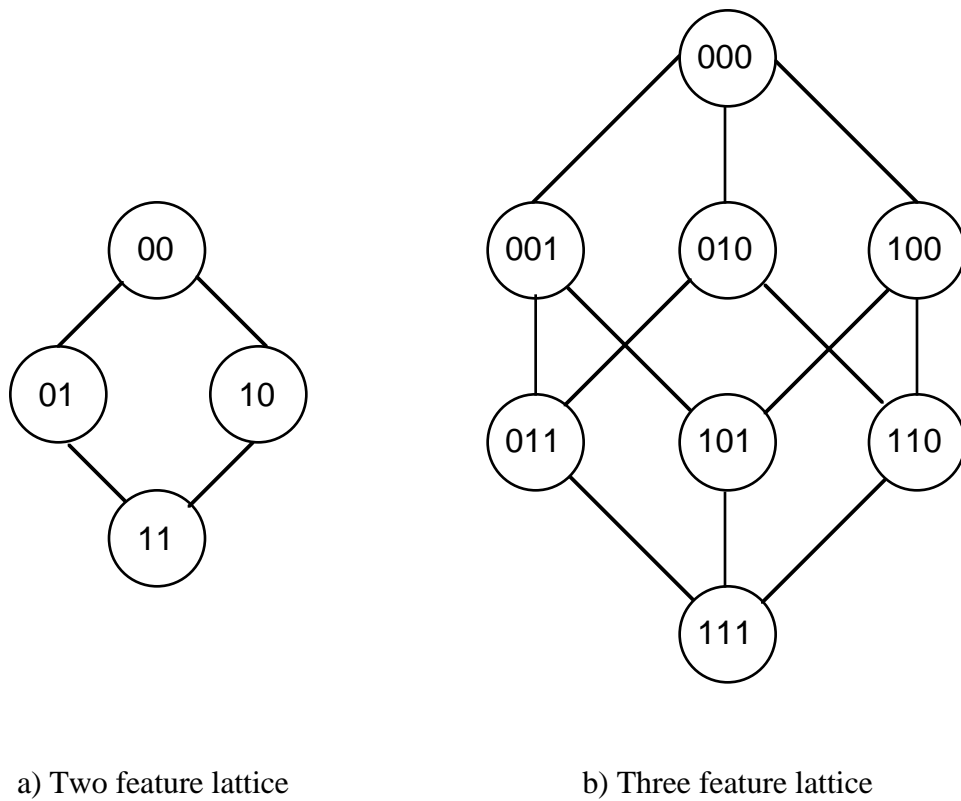 000
00
001 010 100
01 10
011 101 110
11
111
a) Two feature lattice
b) Three feature lattice